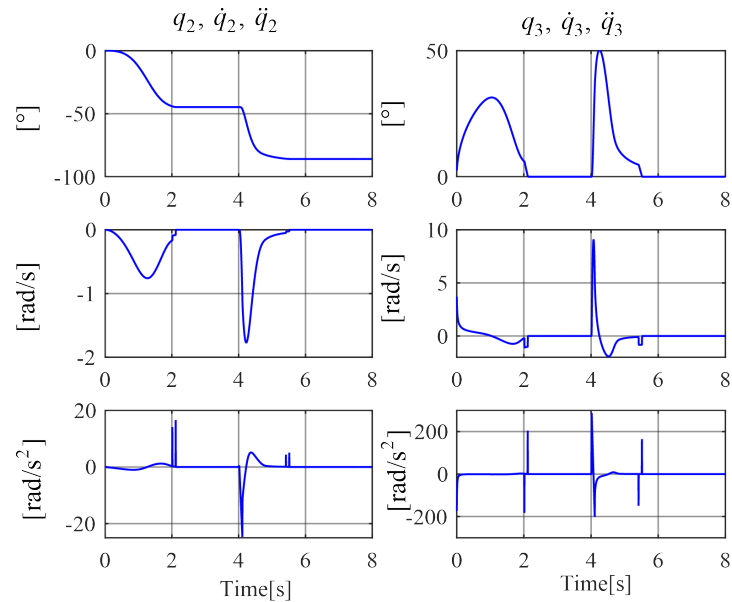 q₂, q̇₂, q̈₂
q₃, q̇₃, q̈₃
[°]
0
-50
-100
0 2 4 6 8
[°]
50
0
0 2 4 6 8
[rad/s]
0
-1
-2
0 2 4 6 8
[rad/s]
10
5
0
0 2 4 6 8
[rad/s²]
20
0
-20
0 2 4 6 8
Time[s]
[rad/s²]
200
0
-200
0 2 4 6 8
Time[s]